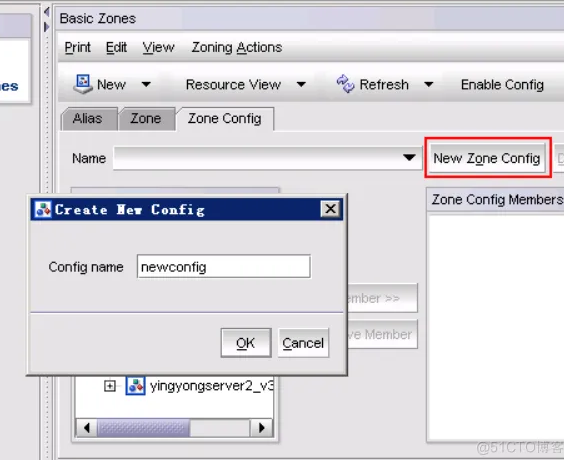 Basic Zones
Print Edit View Zoning Actions
nes
New Resource View Refresh Enable Config
Alias Zone Zone Config
Name New Zone Config
Zone Config Members
Create New Config
Config name newconfig
ember >>
OK Cancel
ve Member
yingyongserver2_v3
@51CTO博客